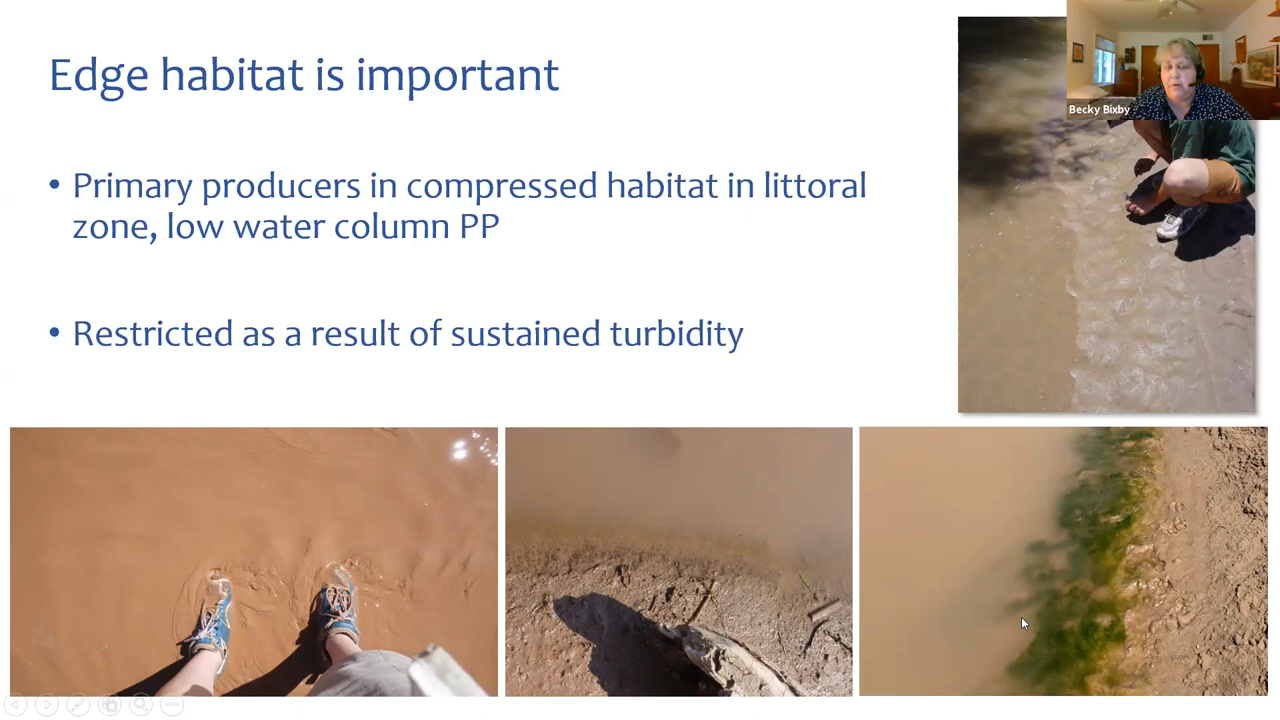 Edge habitat is important
• Primary producers in compressed habitat in littoral
zone, low water column PP
• Restricted as a result of sustained turbidity
Becky Bixby